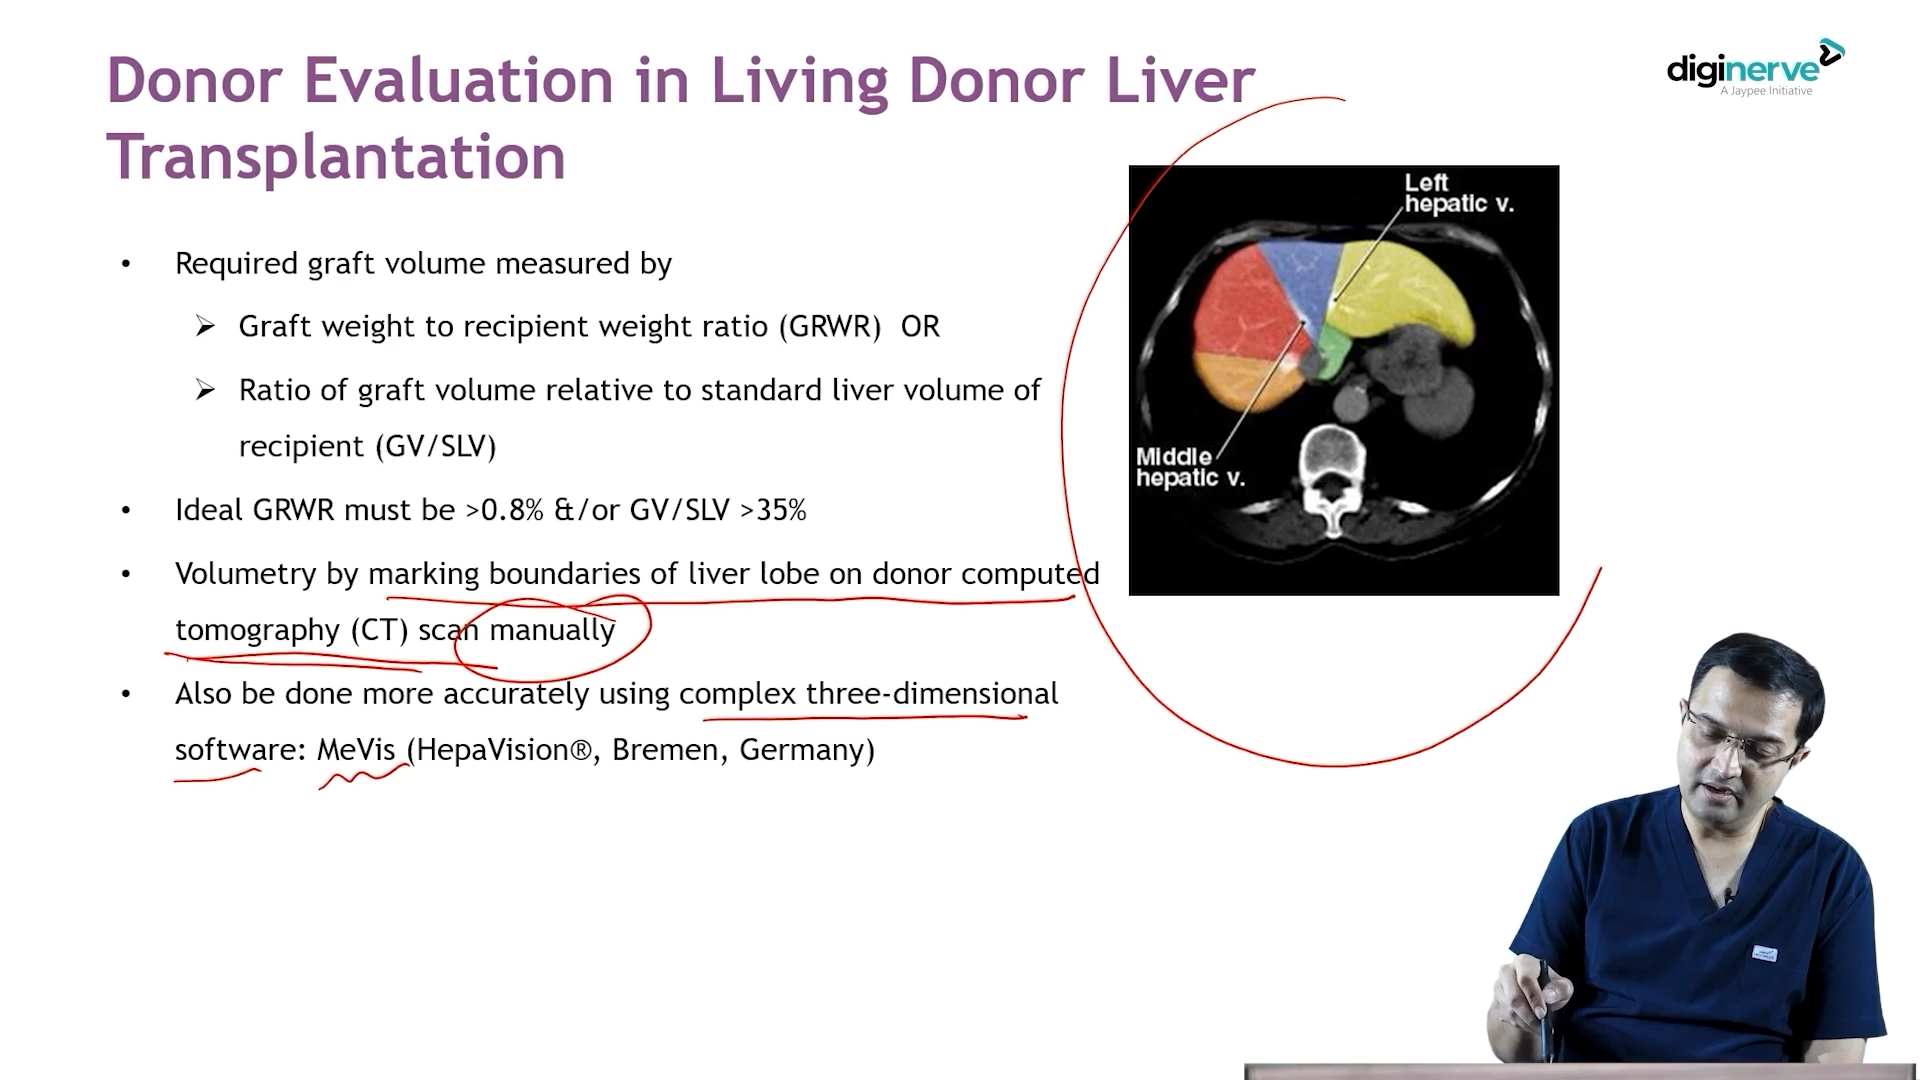 Donor Evaluation in Living Donor Liver
Transplantation
diginerve
A Jaypee Initiative
• Required graft volume measured by
➢ Graft weight to recipient weight ratio (GRWR) OR
➢ Ratio of graft volume relative to standard liver volume of
recipient (GV/SLV)
• Ideal GRWR must be >0.8% &/or GV/SLV >35%
• Volumetry by marking boundaries of liver lobe on donor computed
tomography (CT) scan manually
• Also be done more accurately using complex three-dimensional
software: MeVis (HepaVision®, Bremen, Germany)
Left
hepatic v.
Middle
hepatic v.